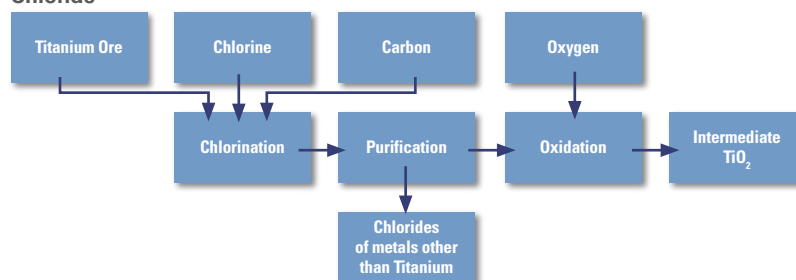 Chloride
Titanium Ore
Chlorine
Carbon
Oxygen
Chlorination
Purification
Oxidation
Intermediate
TiO₂
Chlorides
of metals other
than Titanium